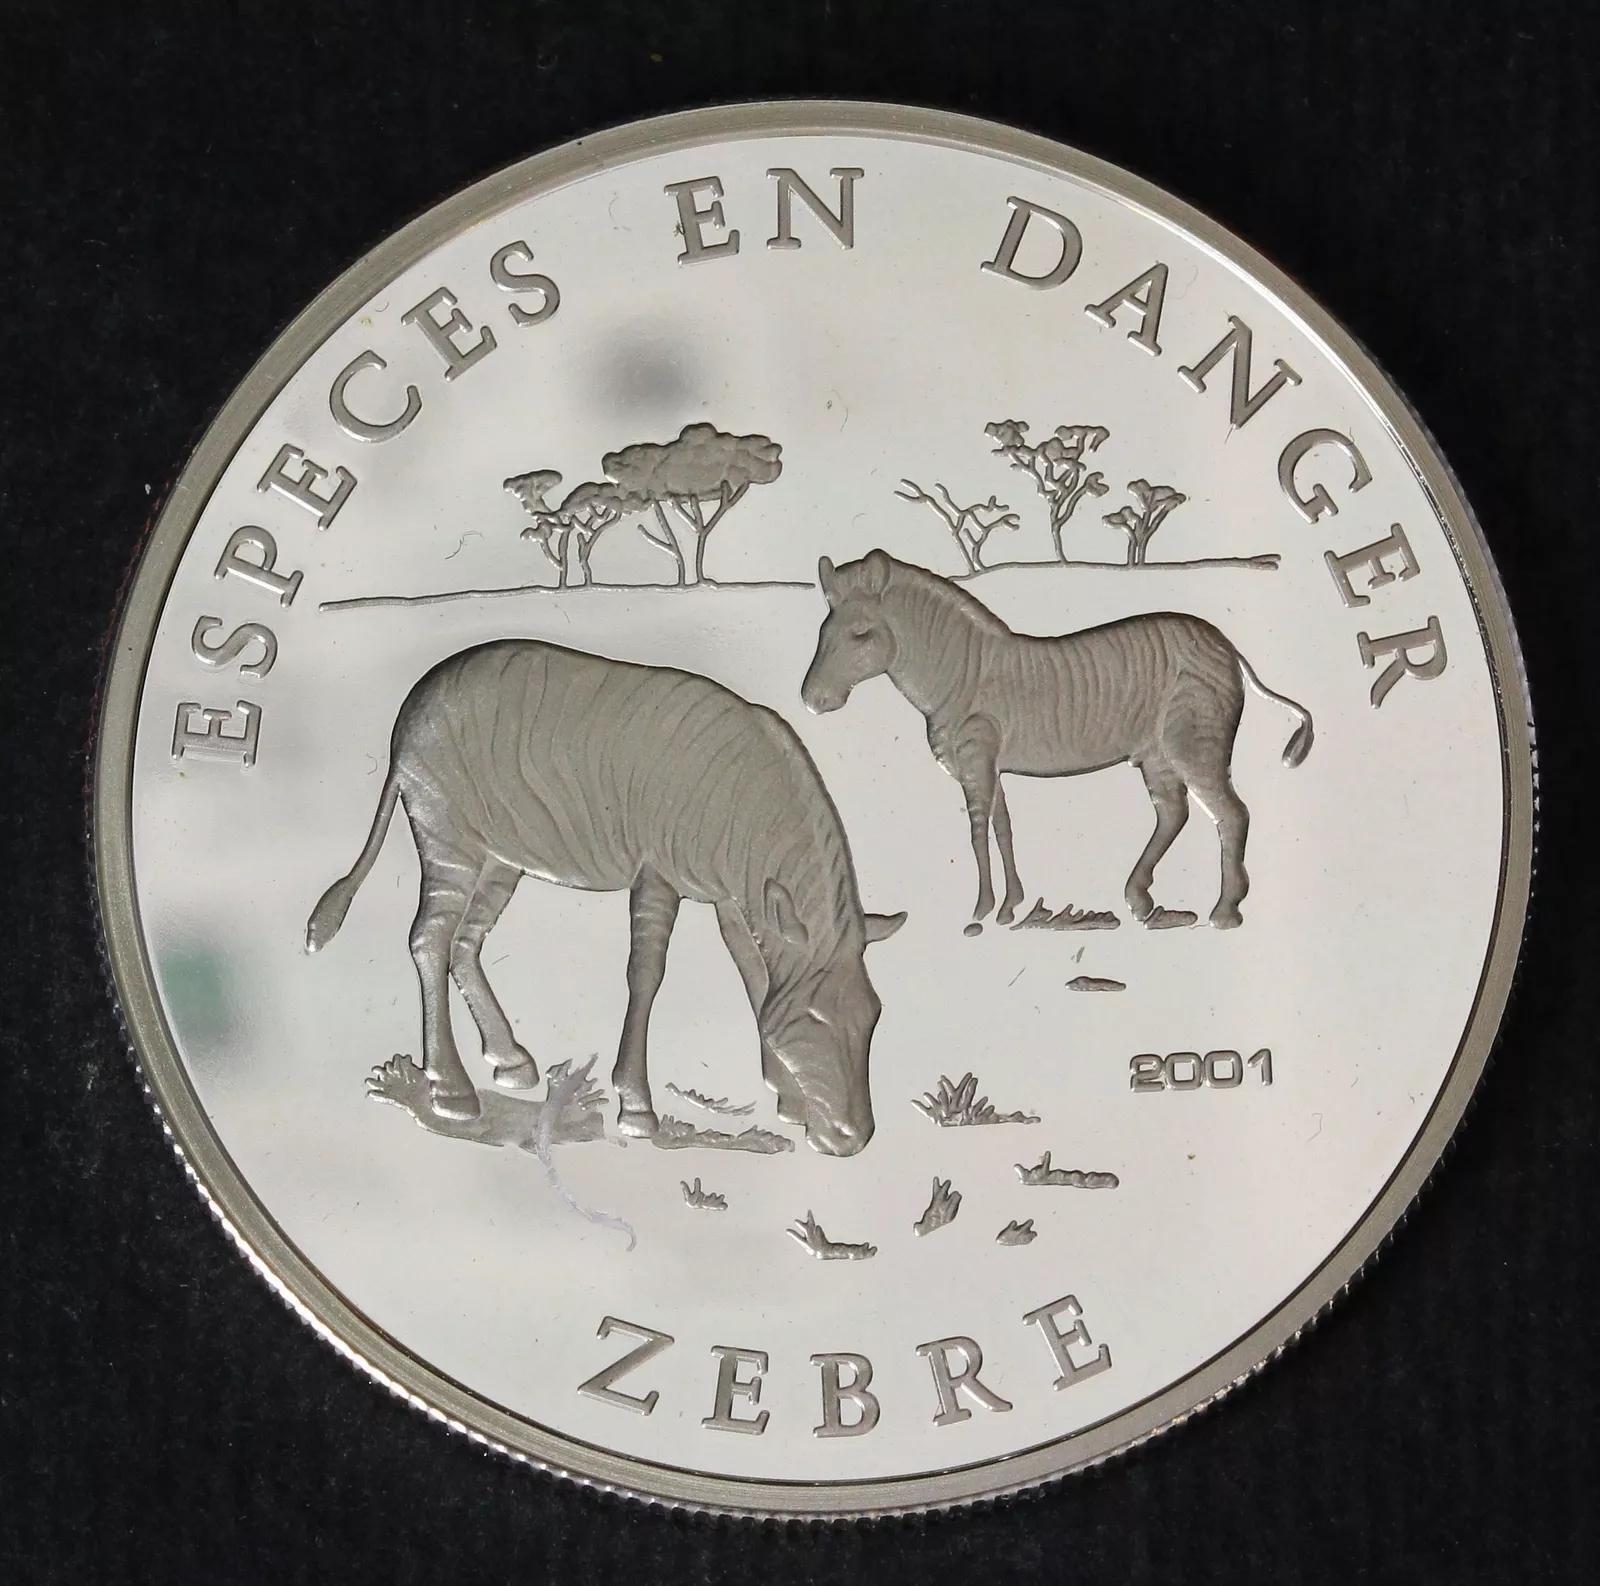 ESPECES EN DANGER
2001
ZEBRE